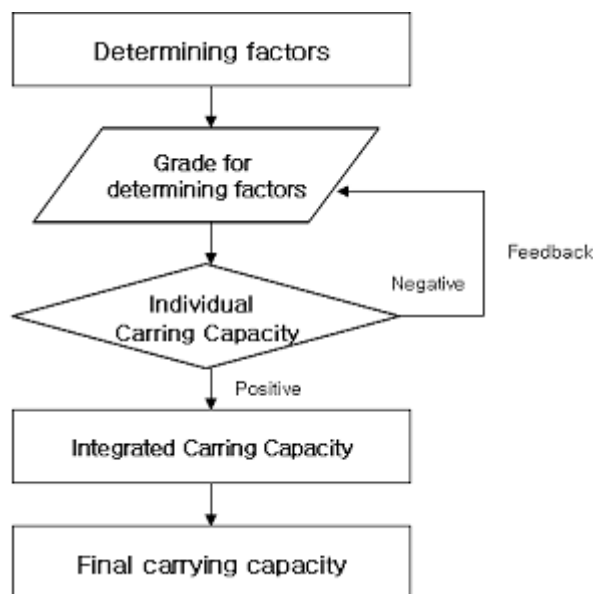 Determining factors
Grade for
determining factors
Feedback
Negative
Individual
Carring Capacity
Positive
Integrated Carring Capacity
Final carrying capacity